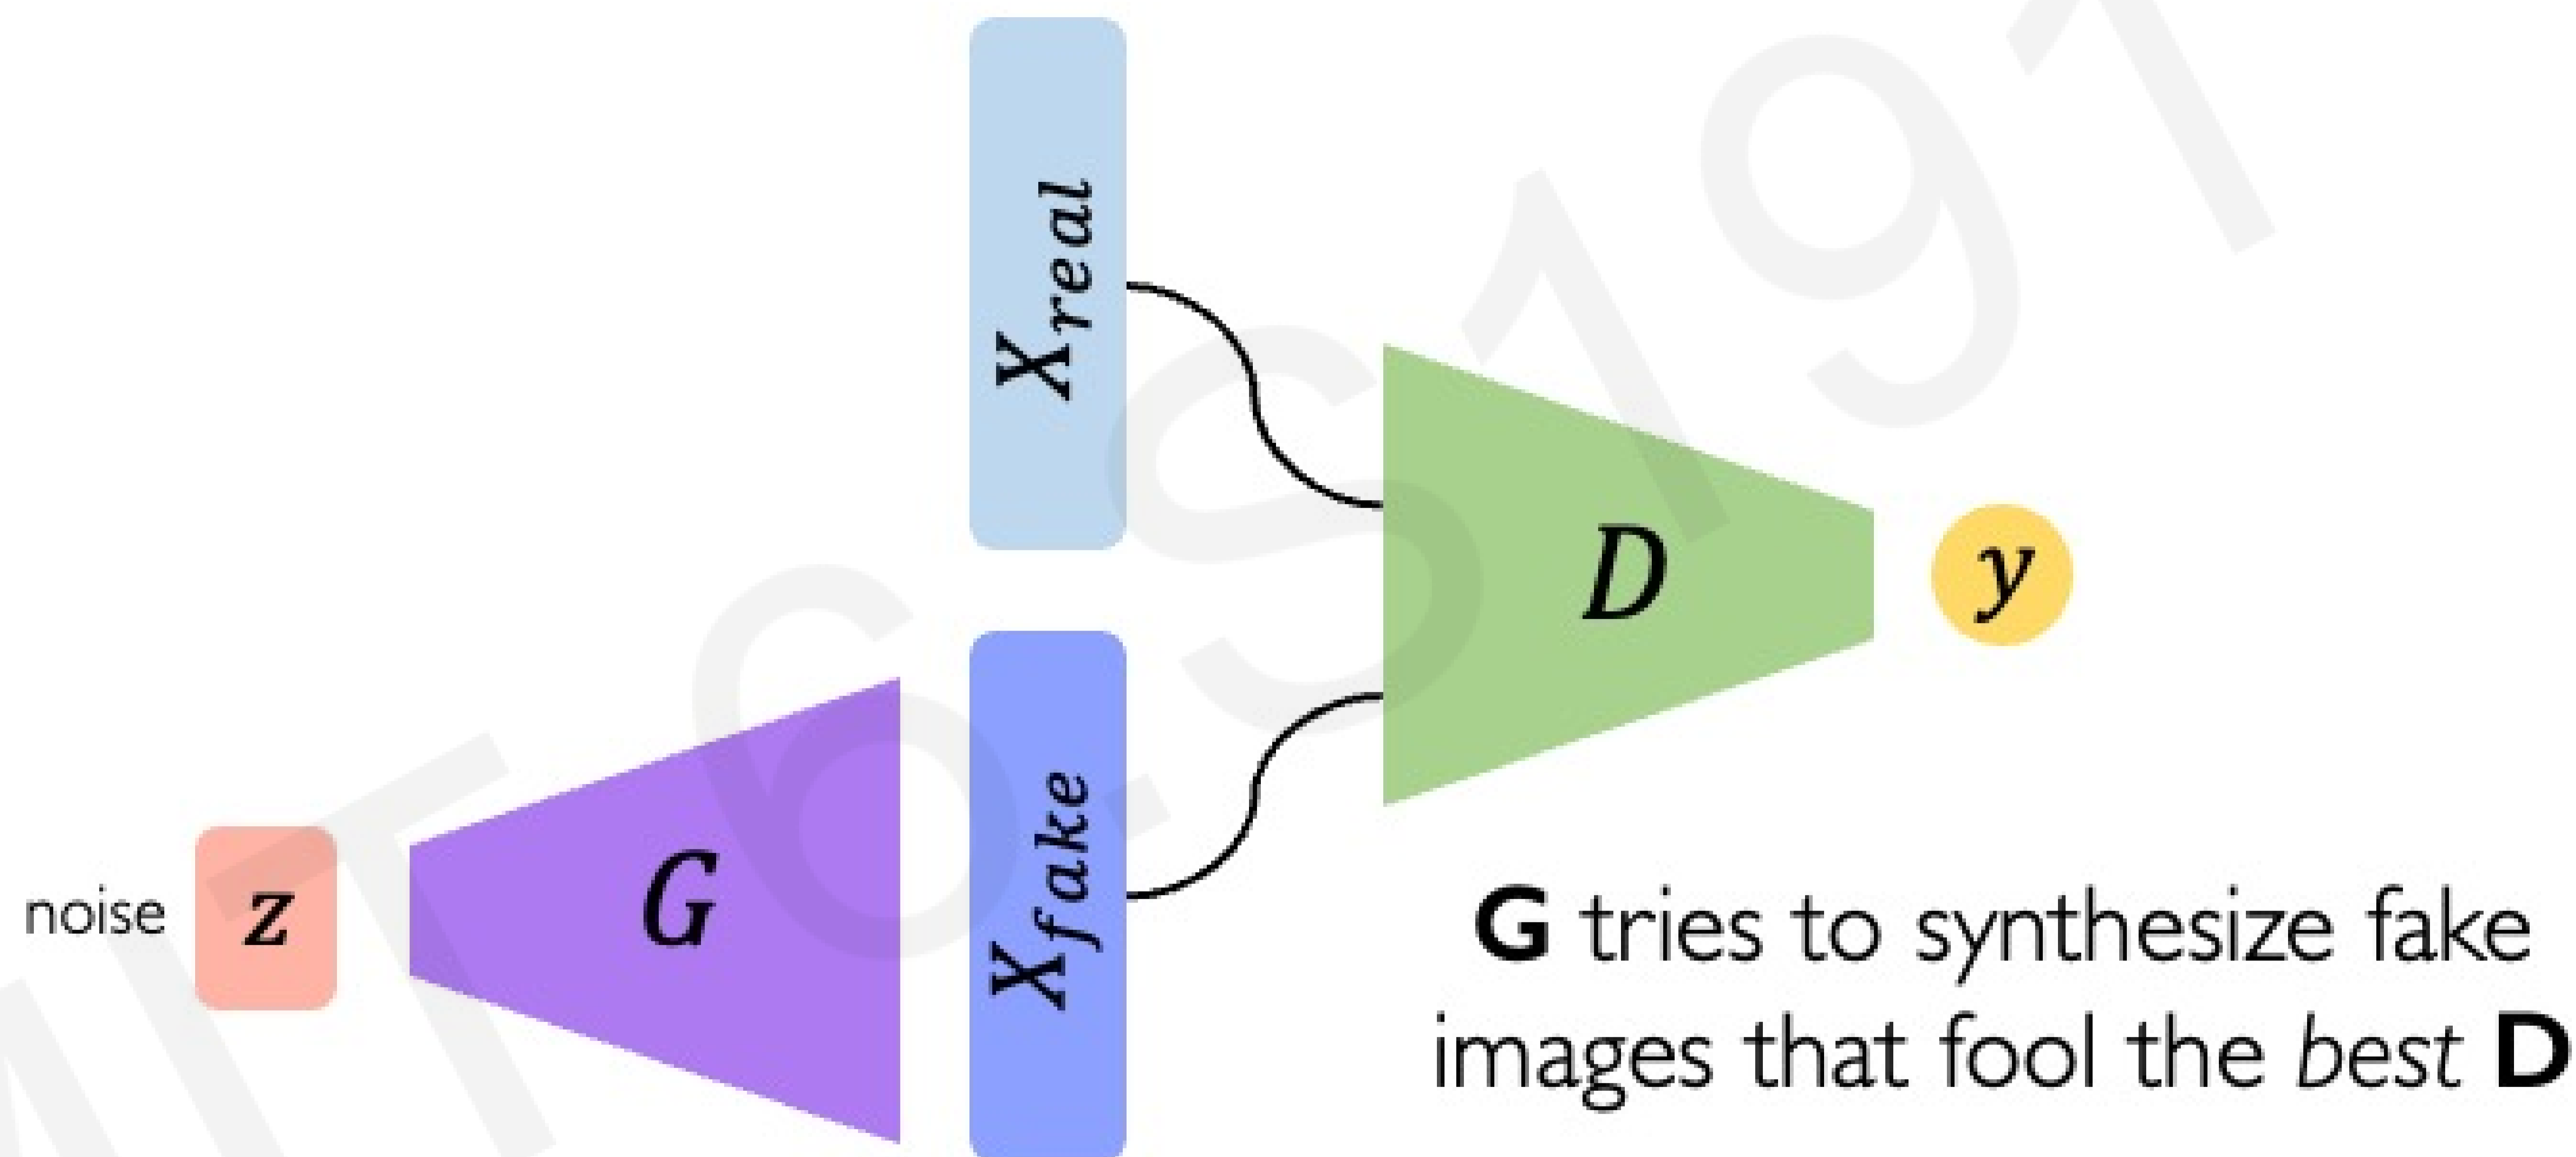 X_real
D
y
noise
z
G
X_fake
G tries to synthesize fake
images that fool the best D
MIT 6.S191